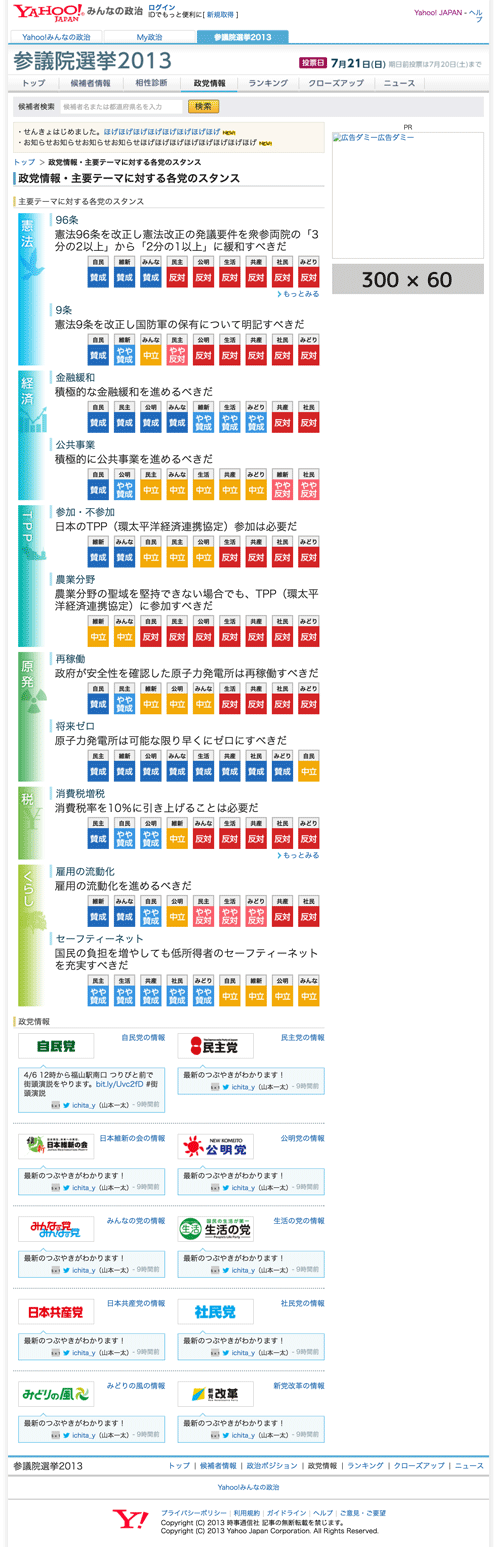 YAHOO! JAPAN みんなの政治
ログイン
IDでもっと便利に [ 新規取得 ]
Yahoo! JAPAN - ヘルプ
Yahoo!みんなの政治 My政治 参議院選挙2013
参議院選挙2013
投票日 7月21日(日) 期日前投票は7月20日(土)まで
トップ 候補者情報 相性診断 政党情報 ランキング クローズアップ ニュース
候補者検索 候補者名または都道府県名を入力 検索
・せんきょはじめました。ほげほげほげほげほげほげほげほげ NEW!
・お知らせお知らせお知らせお知らせほげほげほげほげほげほげほげほげ NEW!
PR
広告ダミー広告ダミー
300 × 60
トップ > 政党情報・主要テーマに対する各党のスタンス
政党情報・主要テーマに対する各党のスタンス
主要テーマに対する各党のスタンス
憲法
96条
憲法96条を改正し憲法改正の発議要件を衆参両院の「3
分の2以上」から「2分の1以上」に緩和すべきだ
自民 維新 みんな 民主 公明 生活 共産 社民 みどり
賛成 賛成 賛成 反対 反対 反対 反対 反対 反対
もっとみる
9条
憲法9条を改正し国防軍の保有について明記すべきだ
自民 維新 みんな 民主 公明 生活 共産 社民 みどり
賛成 やや賛成 中立 やや反対 反対 反対 反対 反対 反対
経済
金融緩和
積極的な金融緩和を進めるべきだ
自民 民主 公明 みんな 維新 生活 みどり 共産 社民
賛成 賛成 賛成 賛成 やや賛成 やや賛成 やや賛成 反対 反対
公共事業
積極的に公共事業を進めるべきだ
自民 公明 民主 みんな 生活 共産 みどり 維新 社民
賛成 やや賛成 中立 中立 中立 中立 中立 やや反対 やや反対
TPP
参加・不参加
日本のTPP（環太平洋経済連携協定）参加は必要だ
維新 みんな 自民 民主 公明 生活 共産 社民 みどり
賛成 賛成 中立 中立 中立 反対 反対 反対 反対
農業分野
農業分野の聖域を堅持できない場合でも、TPP（環太平
洋経済連携協定）に参加すべきだ
維新 みんな 自民 民主 公明 生活 共産 社民 みどり
中立 中立 反対 反対 反対 反対 反対 反対 反対
原発
再稼働
政府が安全性を確認した原子力発電所は再稼働すべきだ
自民 民主 維新 公明 みんな 生活 共産 社民 みどり
賛成 やや賛成 中立 中立 中立 反対 反対 反対 反対
将来ゼロ
原子力発電所は可能な限り早くにゼロにすべきだ
民主 維新 公明 みんな 生活 共産 社民 みどり 自民
賛成 賛成 賛成 賛成 賛成 賛成 賛成 賛成 中立
税
消費税増税
消費税率を10％に引き上げることは必要だ
民主 自民 公明 維新 みんな 生活 共産 社民 みどり
賛成 やや賛成 やや賛成 中立 反対 反対 反対 反対 反対
もっとみる
くらし
雇用の流動化
雇用の流動化を進めるべきだ
維新 みんな 自民 公明 民主 生活 みどり 共産 社民
賛成 賛成 やや賛成 中立 やや反対 やや反対 やや反対 反対 反対
セーフティーネット
国民の負担を増やしても低所得者のセーフティーネット
を充実すべきだ
民主 生活 共産 社民 みどり 自民 維新 公明 みんな
やや賛成 やや賛成 やや賛成 やや賛成 やや賛成 中立 中立 中立 中立
政党情報
自民党 自民党の情報
4/6 12時から福山駅南口 つりびと前で
街頭演説をやります。bit.ly/Uvc2fD #街
頭演説
ichita_y（山本一太）- 9時間前
民主党 民主党の情報
最新のつぶやきがわかります！
ichita_y（山本一太）- 9時間前
日本維新の会 日本維新の会の情報
最新のつぶやきがわかります！
ichita_y（山本一太）- 9時間前
NEW KOMEITO
公明党 公明党の情報
最新のつぶやきがわかります！
ichita_y（山本一太）- 9時間前
みんなの党 みんなの党の情報
最新のつぶやきがわかります！
ichita_y（山本一太）- 9時間前
国民の生活が第一
生活 生活の党 生活の党の情報
People's Life Party
最新のつぶやきがわかります！
ichita_y（山本一太）- 9時間前
日本共産党 日本共産党の情報
最新のつぶやきがわかります！
ichita_y（山本一太）- 9時間前
社民党 社民党の情報
最新のつぶやきがわかります！
ichita_y（山本一太）- 9時間前
みどりの風 みどりの風の情報
最新のつぶやきがわかります！
ichita_y（山本一太）- 9時間前
新党改革 新党改革の情報
最新のつぶやきがわかります！
ichita_y（山本一太）- 9時間前
参議院選挙2013 トップ | 候補者情報 | 政治ポジション | 政党情報 | ランキング | クローズアップ | ニュース
Yahoo!みんなの政治
Y!
プライバシーポリシー | 利用規約 | ガイドライン | ヘルプ | ご意見・ご要望
Copyright (C) 2013 時事通信社 記事の無断転載を禁じます。
Copyright (C) 2013 Yahoo Japan Corporation. All Rights Reserved.